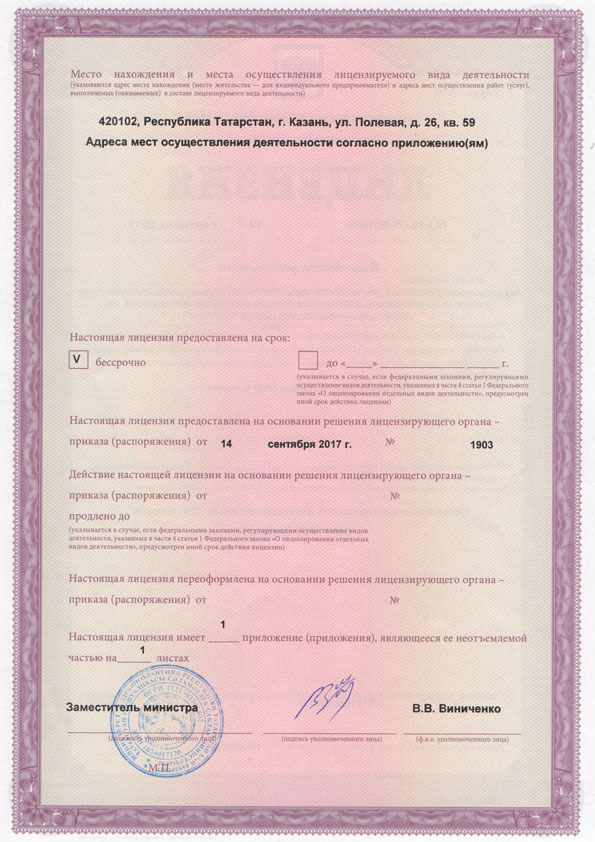 Место нахождения и места осуществления лицензируемого вида деятельности
(указываются адрес места нахождения (место жительства — для индивидуального предпринимателя) и адреса мест осуществления работ (услуг),
выполняемых (оказываемых) в составе лицензируемого вида деятельности)
420102, Республика Татарстан, г. Казань, ул. Полевая, д. 26, кв. 59
Адреса мест осуществления деятельности согласно приложению(ям)
Настоящая лицензия предоставлена на срок:
V бессрочно
до «____» ______________ _____ г.
(указывается в случае, если федеральными законами, регулирующими
осуществление видов деятельности, указанных в части 4 статьи 1 Федерального
закона «О лицензировании отдельных видов деятельности», предусмотрен
иной срок действия лицензии)
Настоящая лицензия предоставлена на основании решения лицензирующего органа –
приказа (распоряжения) от 14 сентября 2017 г. № 1903
Действие настоящей лицензии на основании решения лицензирующего органа –
приказа (распоряжения) от №
продлено до
(указывается в случае, если федеральными законами, регулирующими осуществление видов
деятельности, указанных в части 4 статьи 1 Федерального закона «О лицензировании отдельных
видов деятельности», предусмотрен иной срок действия лицензии)
Настоящая лицензия переоформлена на основании решения лицензирующего органа –
приказа (распоряжения) от №
Настоящая лицензия имеет 1 приложение (приложения), являющееся ее неотъемлемой
частью на 1 листах
Заместитель министра В.В. Виниченко
(должность уполномоченного лица) (подпись уполномоченного лица) (ф.и.о. уполномоченного лица)
М.П.